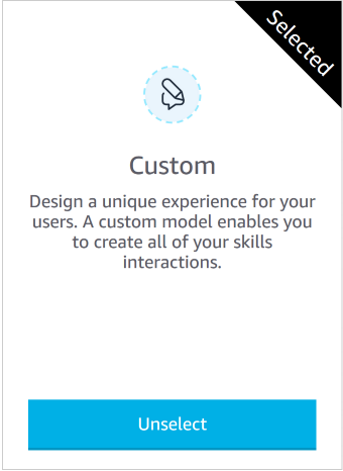 Selected
Custom
Design a unique experience for your
users. A custom model enables you
to create all of your skills
interactions.
Unselect